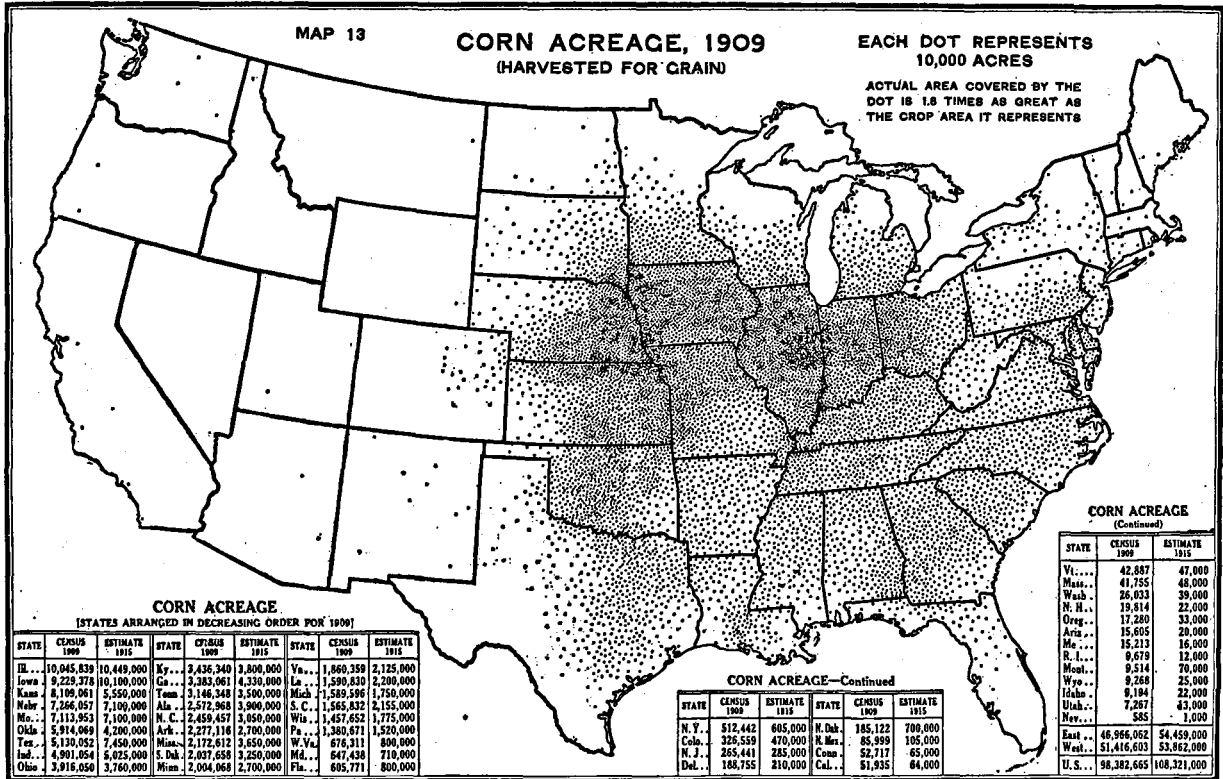 MAP 13
CORN ACREAGE, 1909
(HARVESTED FOR GRAIN)
EACH DOT REPRESENTS
10,000 ACRES
ACTUAL AREA COVERED BY THE
DOT IS 1.8 TIMES AS GREAT AS
THE CROP AREA IT REPRESENTS
CORN ACREAGE
[STATES ARRANGED IN DECREASING ORDER FOR 1909]
STATE CENSUS 1909 ESTIMATE 1915 STATE CENSUS 1909 ESTIMATE 1915 STATE CENSUS 1909 ESTIMATE 1915
Ill... 10,045,839 10,449,000 Ky... 3,436,340 3,800,000 Va... 1,860,359 2,125,000
Iowa. 9,229,378 10,100,000 Ga... 3,383,061 4,330,000 La... 1,590,830 2,200,000
Kans. 8,109,061 5,550,000 Tenn. 3,146,348 3,500,000 Mich. 1,589,596 1,750,000
Nebr. 7,266,057 7,100,000 Ala.. 2,572,968 3,900,000 S. C.. 1,565,832 2,155,000
Mo... 7,113,953 7,100,000 N. C. 2,459,457 3,050,000 Wis.. 1,457,652 1,775,000
Okla. 5,914,069 4,200,000 Ark.. 2,277,116 2,700,000 Pa... 1,380,671 1,520,000
Tex.. 5,130,052 7,450,000 Miss. 2,172,612 3,650,000 W.Va. 676,311 800,000
Ind.. 4,901,054 5,025,000 S. Dak. 2,037,658 3,250,000 Md... 647,438 710,000
Ohio. 3,916,050 3,760,000 Minn. 2,004,068 2,700,000 Fla.. 605,771 800,000
CORN ACREAGE—Continued
STATE CENSUS 1909 ESTIMATE 1915 STATE CENSUS 1909 ESTIMATE 1915
N.Y.. 512,442 605,000 N. Dak. 185,122 700,000
Colo.. 326,559 470,000 N. Mex. 85,999 105,000
N. J.. 265,441 285,000 Conn 52,717 65,000
Del... 188,755 210,000 Cal... 51,935 64,000
CORN ACREAGE
(Continued)
STATE CENSUS 1909 ESTIMATE 1915
Vt.... 42,887 47,000
Mass.. 41,755 48,000
Wash. 26,033 39,000
N. H.. 19,814 22,000
Oreg.. 17,280 33,000
Ariz.. 15,605 20,000
Me... 15,213 16,000
R. I... 9,679 12,000
Mont.. 9,514 70,000
Wyo.. 9,268 25,000
Idaho. 9,194 22,000
Utah.. 7,267 13,000
Nev... 585 1,000
East.. 46,966,062 54,459,000
West.. 51,416,603 53,862,000
U.S... 98,382,665 108,321,000